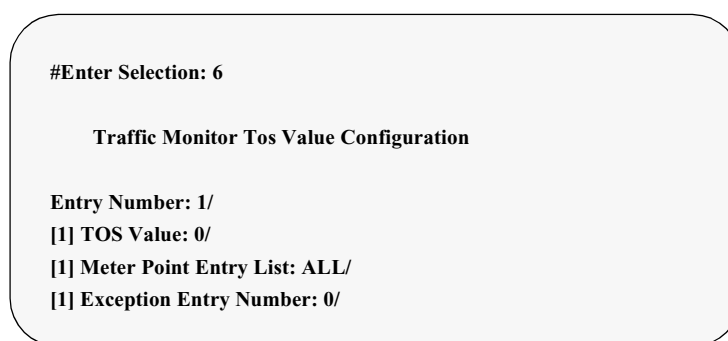 #Enter Selection: 6
Traffic Monitor Tos Value Configuration
Entry Number: 1/
[1] TOS Value: 0/
[1] Meter Point Entry List: ALL/
[1] Exception Entry Number: 0/